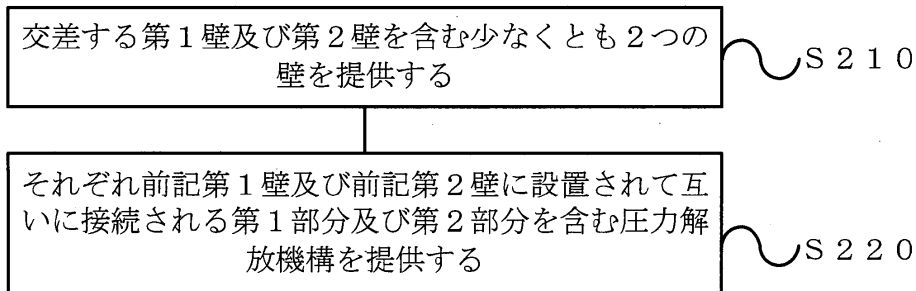 交差する第１壁及び第２壁を含む少なくとも２つの
壁を提供する
Ｓ２１０
それぞれ前記第１壁及び前記第２壁に設置されて互
いに接続される第１部分及び第２部分を含む圧力解
放機構を提供する
Ｓ２２０